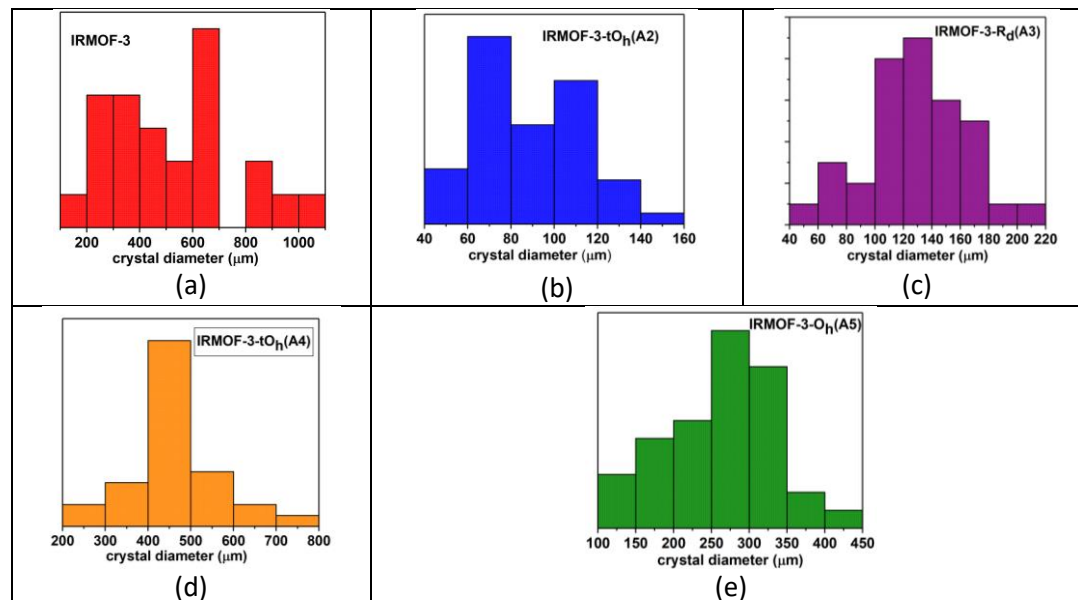 IRMOF-3
200 400 600 800 1000
crystal diameter (μm)
(a)
IRMOF-3-tOh(A2)
40 60 80 100 120 140 160
crystal diameter (μm)
(b)
IRMOF-3-Rd(A3)
40 60 80 100 120 140 160 180 200 220
crystal diameter (μm)
(c)
IRMOF-3-tOh(A4)
200 300 400 500 600 700 800
crystal diameter (μm)
(d)
IRMOF-3-Oh(A5)
100 150 200 250 300 350 400 450
crystal diameter (μm)
(e)